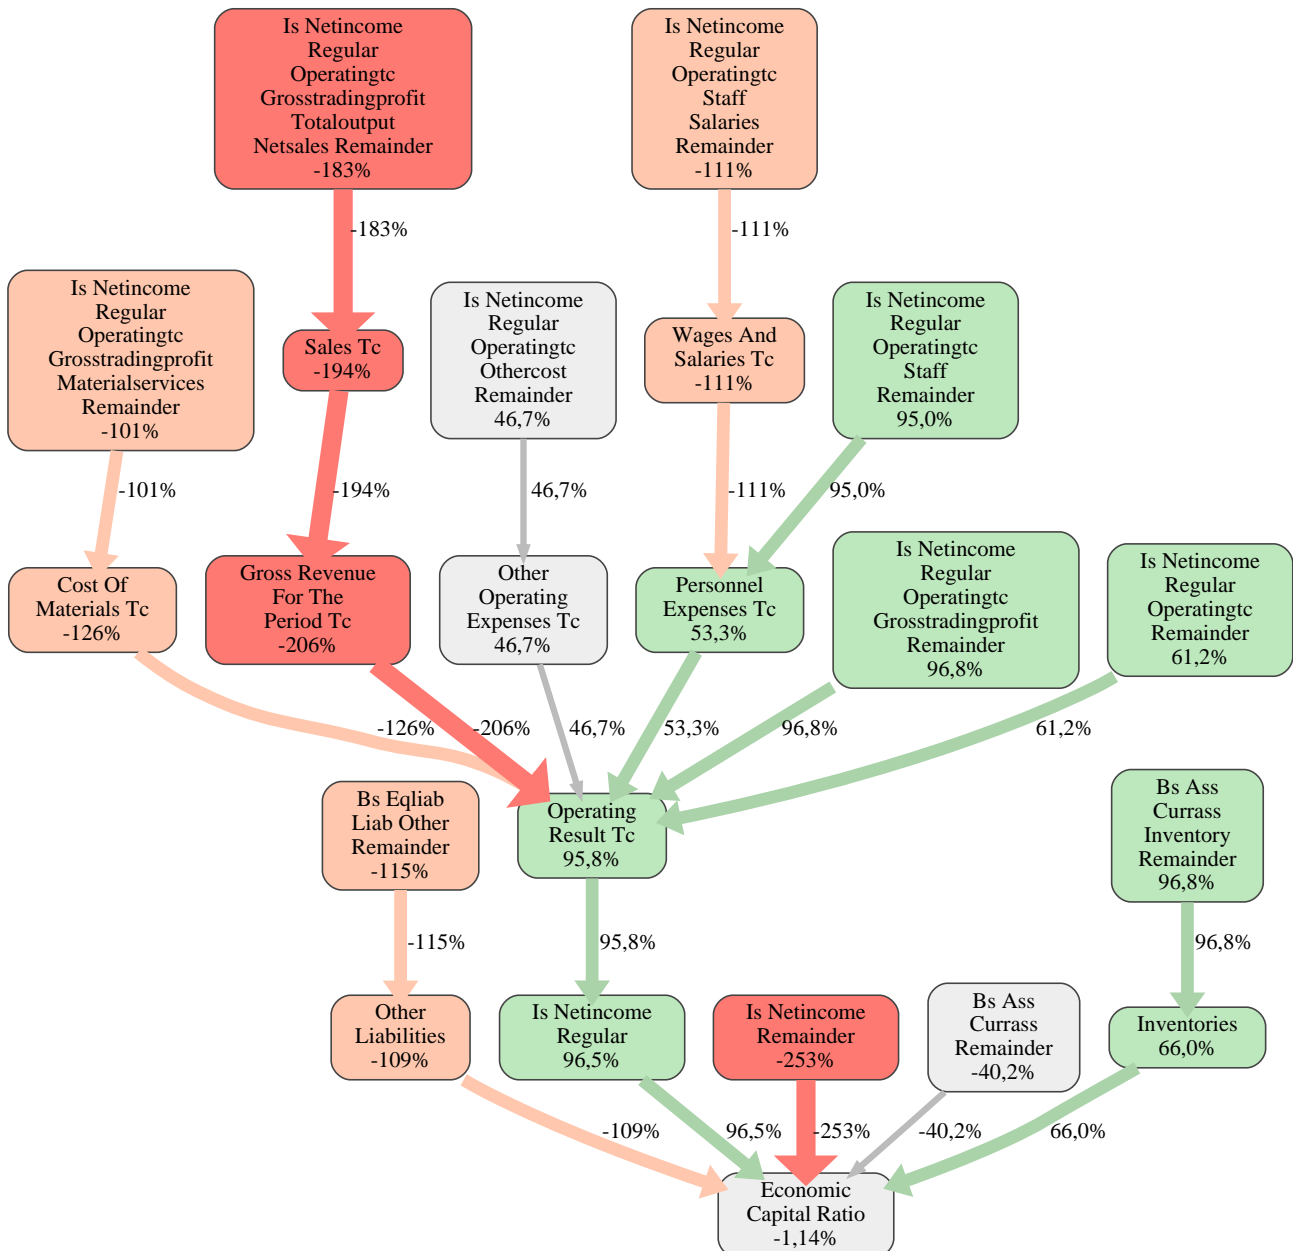 Is Netincome
Regular
Operatingtc
Grosstradingprofit
Totaloutput
Netsales Remainder
-183%
Is Netincome
Regular
Operatingtc
Staff
Salaries
Remainder
-111%
-183%
-111%
Is Netincome
Regular
Operatingtc
Grosstradingprofit
Materialservices
Remainder
-101%
Sales Tc
-194%
Is Netincome
Regular
Operatingtc
Othercost
Remainder
46,7%
Wages And
Salaries Tc
-111%
Is Netincome
Regular
Operatingtc
Staff
Remainder
95,0%
-101%
-194%
46,7%
-111%
95,0%
Cost Of
Materials Tc
-126%
Gross Revenue
For The
Period Tc
-206%
Other
Operating
Expenses Tc
46,7%
Personnel
Expenses Tc
53,3%
Is Netincome
Regular
Operatingtc
Grosstradingprofit
Remainder
96,8%
Is Netincome
Regular
Operatingtc
Remainder
61,2%
-126%
-206%
46,7%
53,3%
96,8%
61,2%
Bs Eqliab
Liab Other
Remainder
-115%
Operating
Result Tc
95,8%
Bs Ass
Currass
Inventory
Remainder
96,8%
-115%
95,8%
96,8%
Other
Liabilities
-109%
Is Netincome
Regular
96,5%
Is Netincome
Remainder
-253%
Bs Ass
Currass
Remainder
-40,2%
Inventories
66,0%
-109%
96,5%
-253%
-40,2%
66,0%
Economic
Capital Ratio
-1,14%